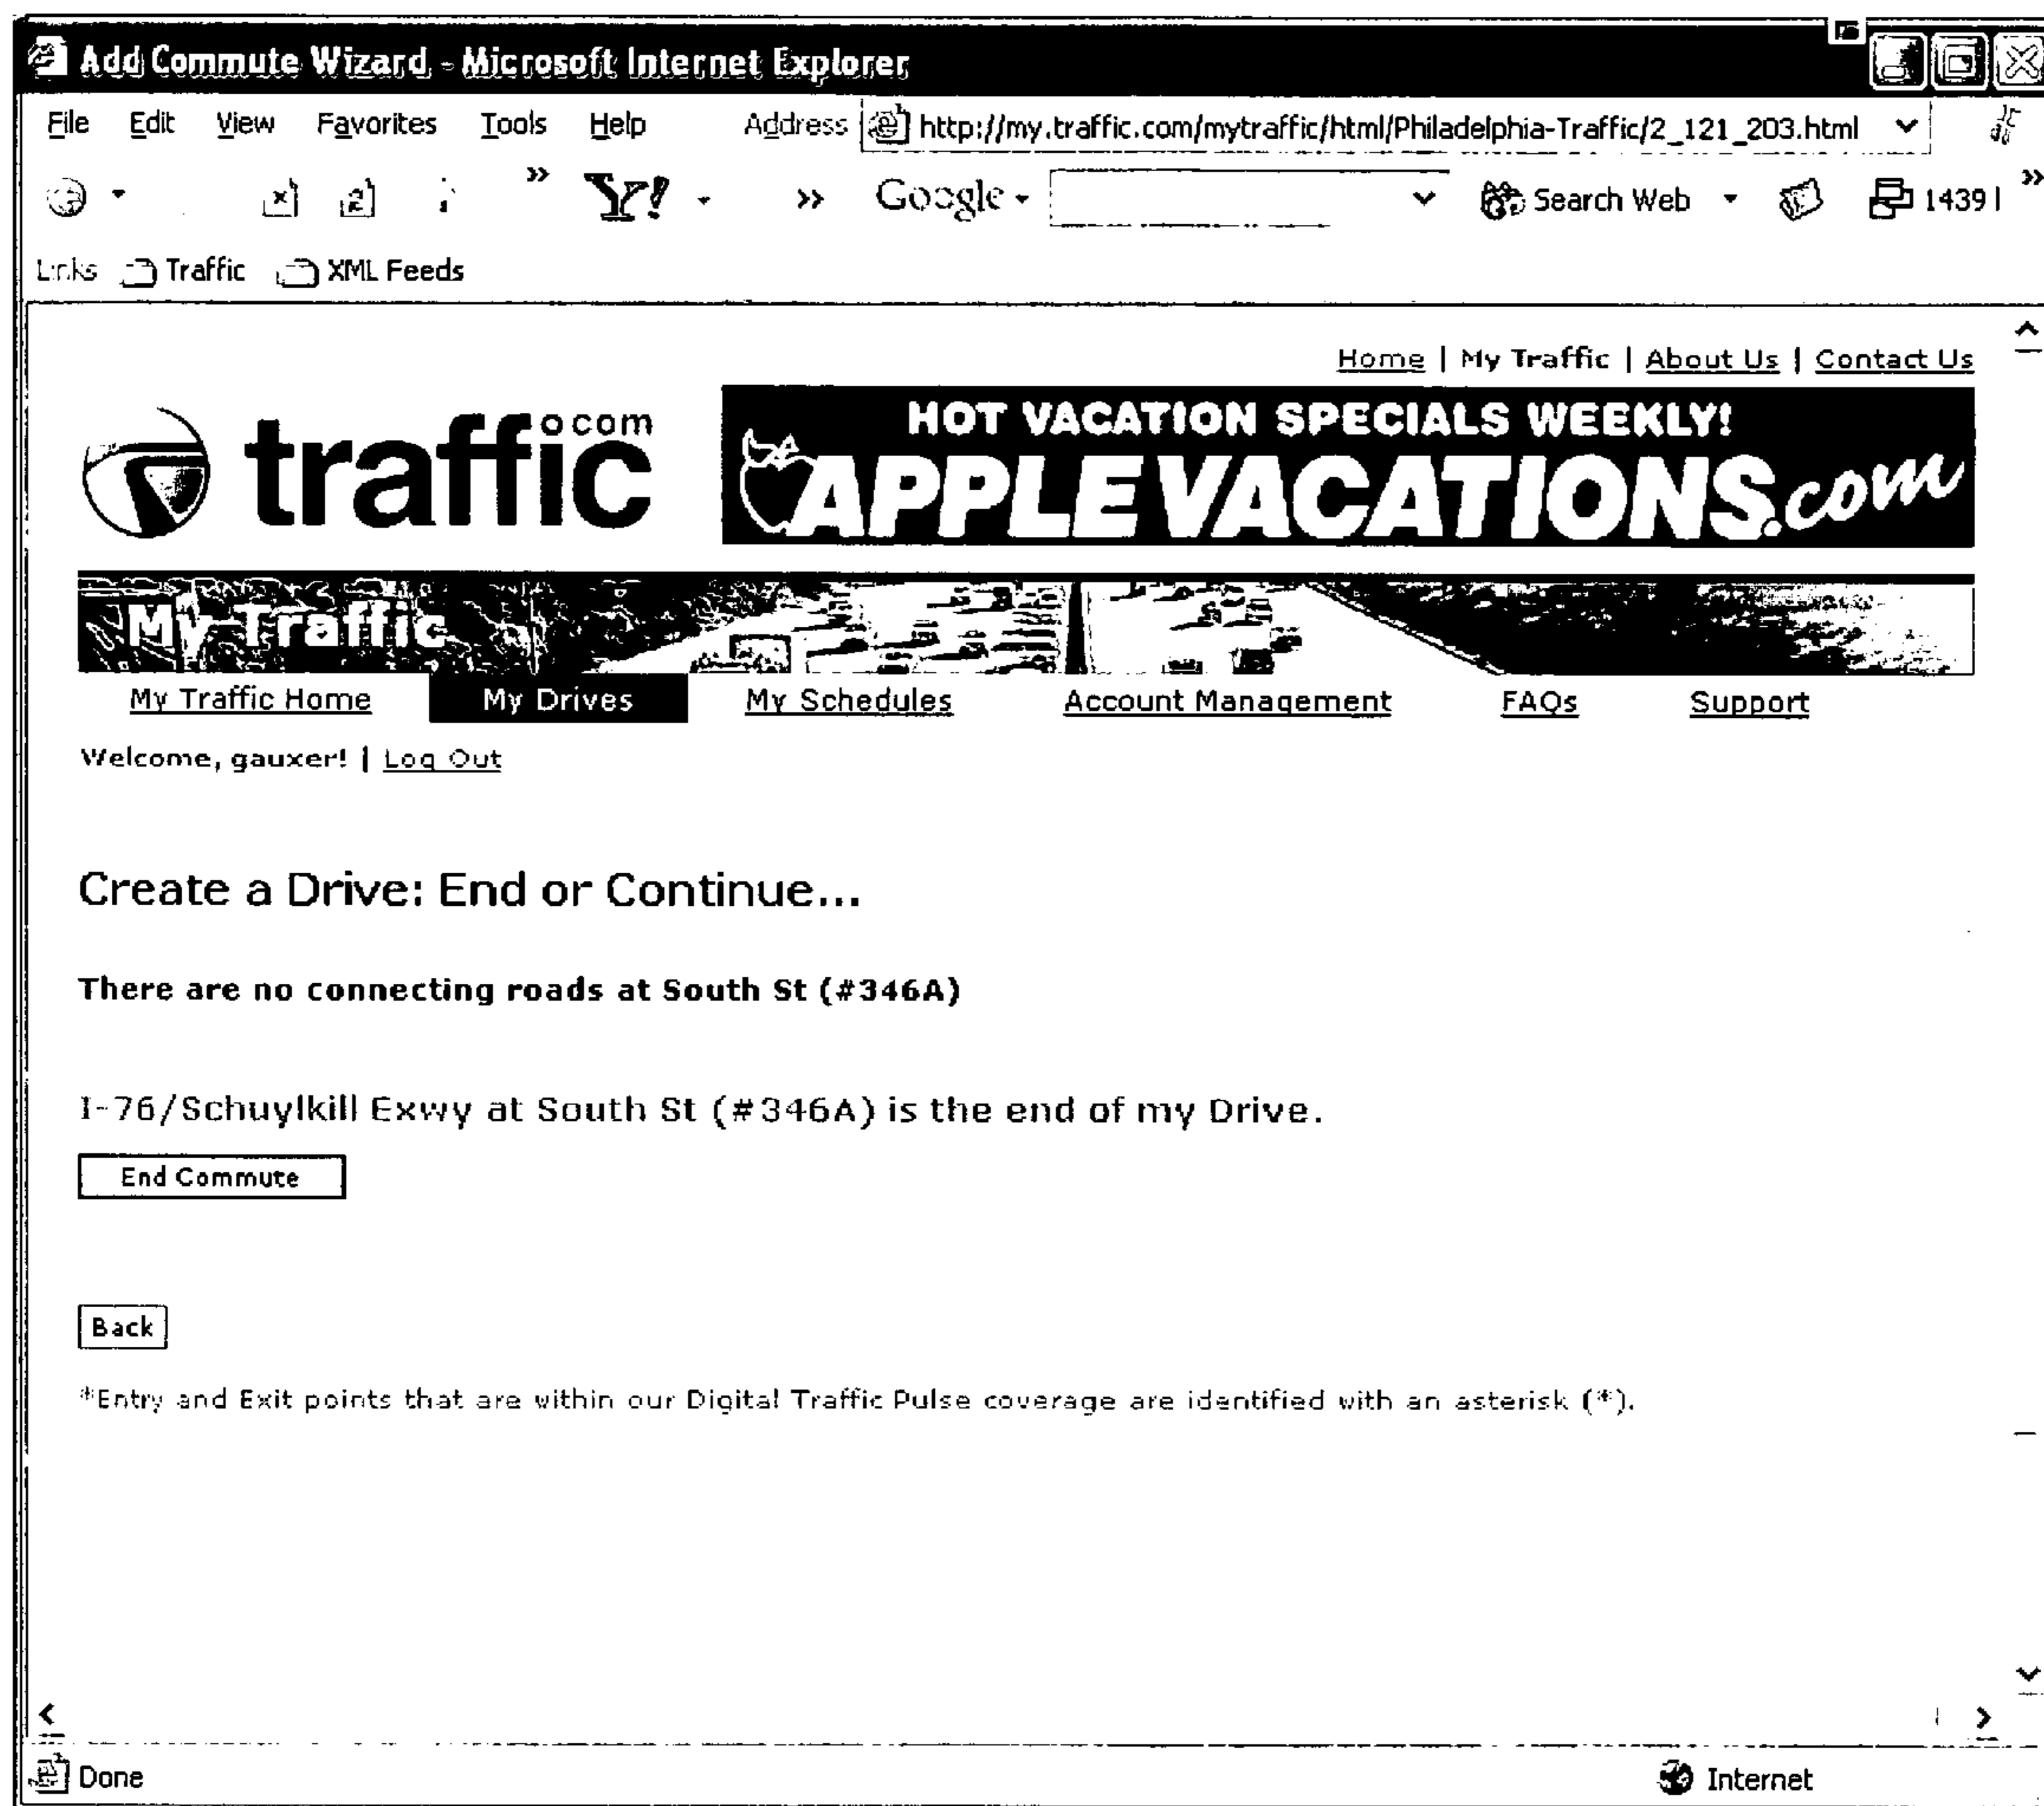 Add Commute Wizard - Microsoft Internet Explorer
File Edit View Favorites Tools Help Address http://my.traffic.com/mytraffic/html/Philadelphia-Traffic/2_121_203.html
» Y! » Google Search Web 1439 »
Links Traffic XML Feeds
Home | My Traffic | About Us | Contact Us
traffic.com
HOT VACATION SPECIALS WEEKLY!
APPLEVACATIONS.com
My Traffic
My Traffic Home My Drives My Schedules Account Management FAQs Support
Welcome, gauxer! | Log Out
Create a Drive: End or Continue...
There are no connecting roads at South St (#346A)
I-76/Schuylkill Exwy at South St (#346A) is the end of my Drive.
End Commute
Back
*Entry and Exit points that are within our Digital Traffic Pulse coverage are identified with an asterisk (*).
Done Internet